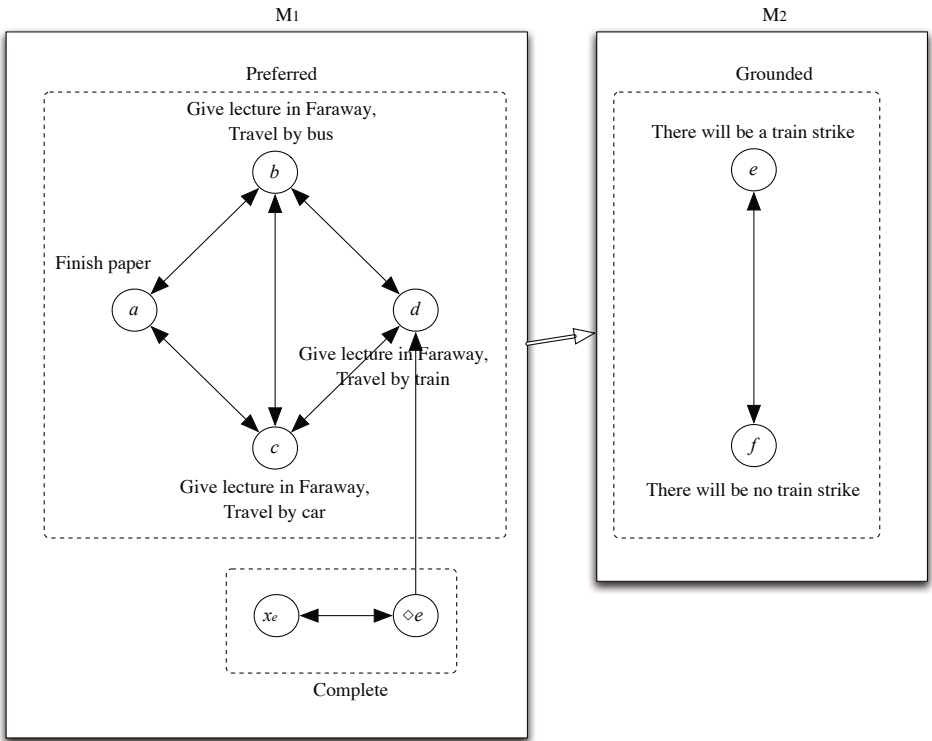 M1
M2
Preferred
Grounded
Give lecture in Faraway,
Travel by bus
There will be a train strike
b
e
Finish paper
a
d
Give lecture in Faraway,
Travel by train
c
f
Give lecture in Faraway,
Travel by car
There will be no train strike
xe
◇e
Complete